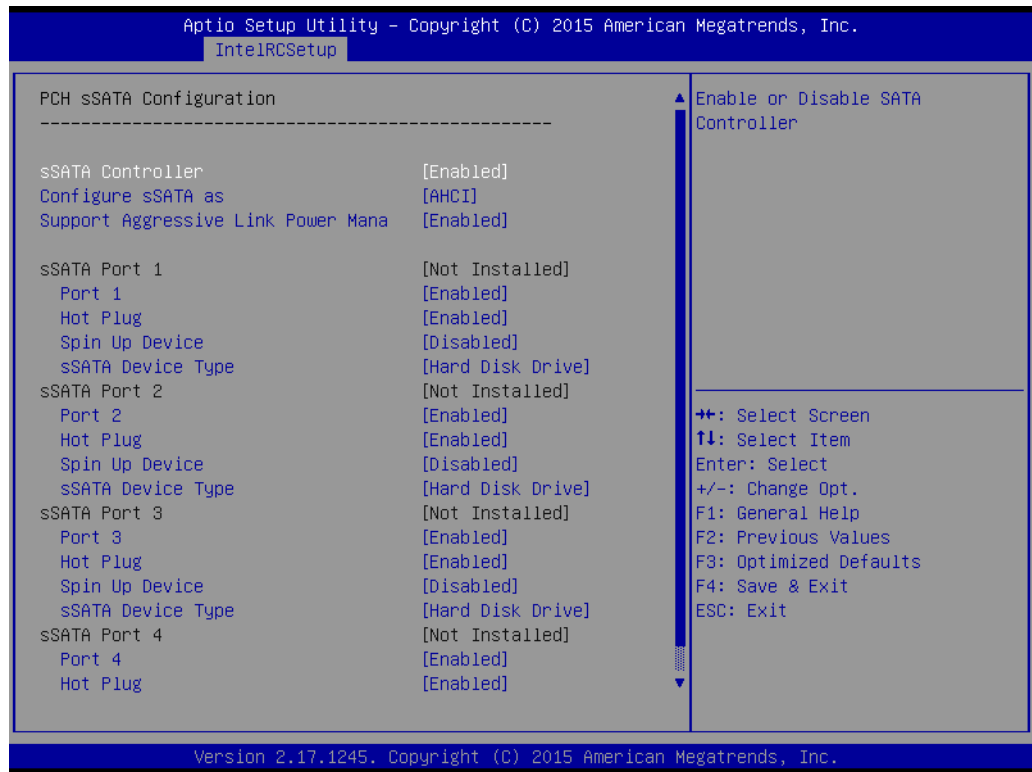 Aptio Setup Utility – Copyright (C) 2015 American Megatrends, Inc.
IntelRCSetup
PCH sSATA Configuration
--------------------------------------------------
sSATA Controller [Enabled]
Configure sSATA as [AHCI]
Support Aggressive Link Power Mana [Enabled]
sSATA Port 1 [Not Installed]
Port 1 [Enabled]
Hot Plug [Enabled]
Spin Up Device [Disabled]
sSATA Device Type [Hard Disk Drive]
sSATA Port 2 [Not Installed]
Port 2 [Enabled]
Hot Plug [Enabled]
Spin Up Device [Disabled]
sSATA Device Type [Hard Disk Drive]
sSATA Port 3 [Not Installed]
Port 3 [Enabled]
Hot Plug [Enabled]
Spin Up Device [Disabled]
sSATA Device Type [Hard Disk Drive]
sSATA Port 4 [Not Installed]
Port 4 [Enabled]
Hot Plug [Enabled]
Enable or Disable SATA
Controller
→←: Select Screen
↑↓: Select Item
Enter: Select
+/-: Change Opt.
F1: General Help
F2: Previous Values
F3: Optimized Defaults
F4: Save & Exit
ESC: Exit
Version 2.17.1245. Copyright (C) 2015 American Megatrends, Inc.